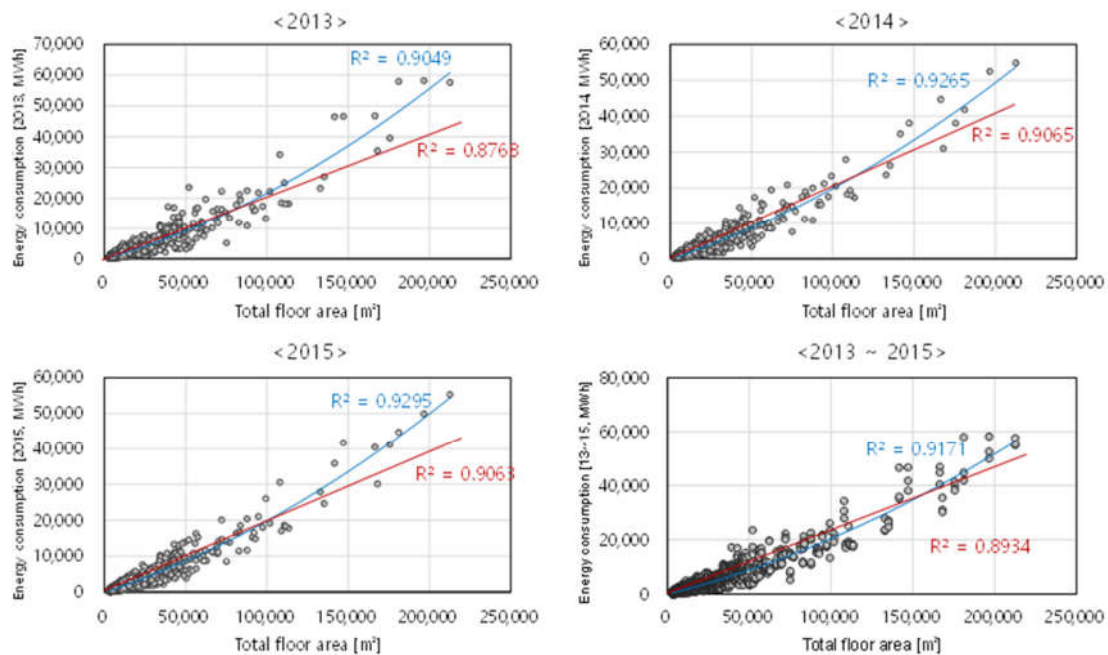 <2013>
Energy consumption [2013, MWh]
70,000
60,000
50,000
40,000
30,000
20,000
10,000
0
R² = 0.9049
R² = 0.8768
0 50,000 100,000 150,000 200,000 250,000
Total floor area [m²]
<2014>
Energy consumption [2014, MWh]
60,000
50,000
40,000
30,000
20,000
10,000
0
R² = 0.9265
R² = 0.9065
0 50,000 100,000 150,000 200,000 250,000
Total floor area [m²]
<2015>
Energy consumption [2015, MWh]
60,000
50,000
40,000
30,000
20,000
10,000
0
R² = 0.9295
R² = 0.9063
0 50,000 100,000 150,000 200,000 250,000
Total floor area [m²]
<2013 ~ 2015>
Energy consumption [13~15, MWh]
80,000
60,000
40,000
20,000
0
R² = 0.9171
R² = 0.8934
0 50,000 100,000 150,000 200,000 250,000
Total floor area [m²]